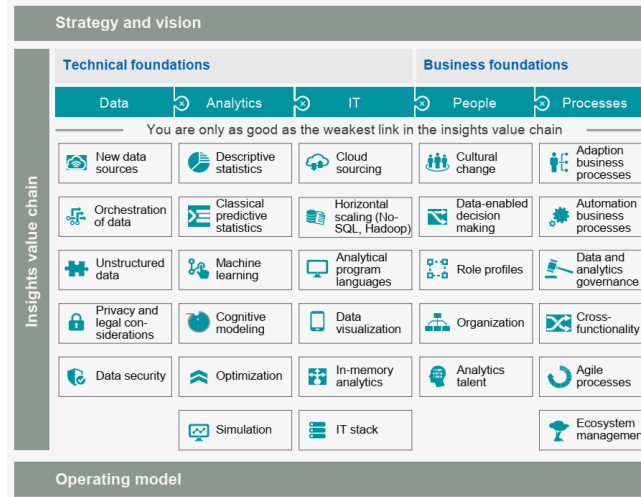 Strategy and vision
Insights value chain
Technical foundations
Business foundations
Data
Analytics
IT
People
Processes
You are only as good as the weakest link in the insights value chain
New data
sources
Descriptive
statistics
Cloud
sourcing
Cultural
change
Adaption
business
processes
Orchestration
of data
Classical
predictive
statistics
Horizontal
scaling (No-
SQL, Hadoop)
Data-enabled
decision
making
Automation
business
processes
Unstructured
data
Machine
learning
Analytical
program
languages
Role profiles
Data and
analytics
governance
Privacy and
legal con-
siderations
Cognitive
modeling
Data
visualization
Organization
Cross-
functionality
Data security
Optimization
In-memory
analytics
Analytics
talent
Agile
processes
Simulation
IT stack
Ecosystem
management
Operating model